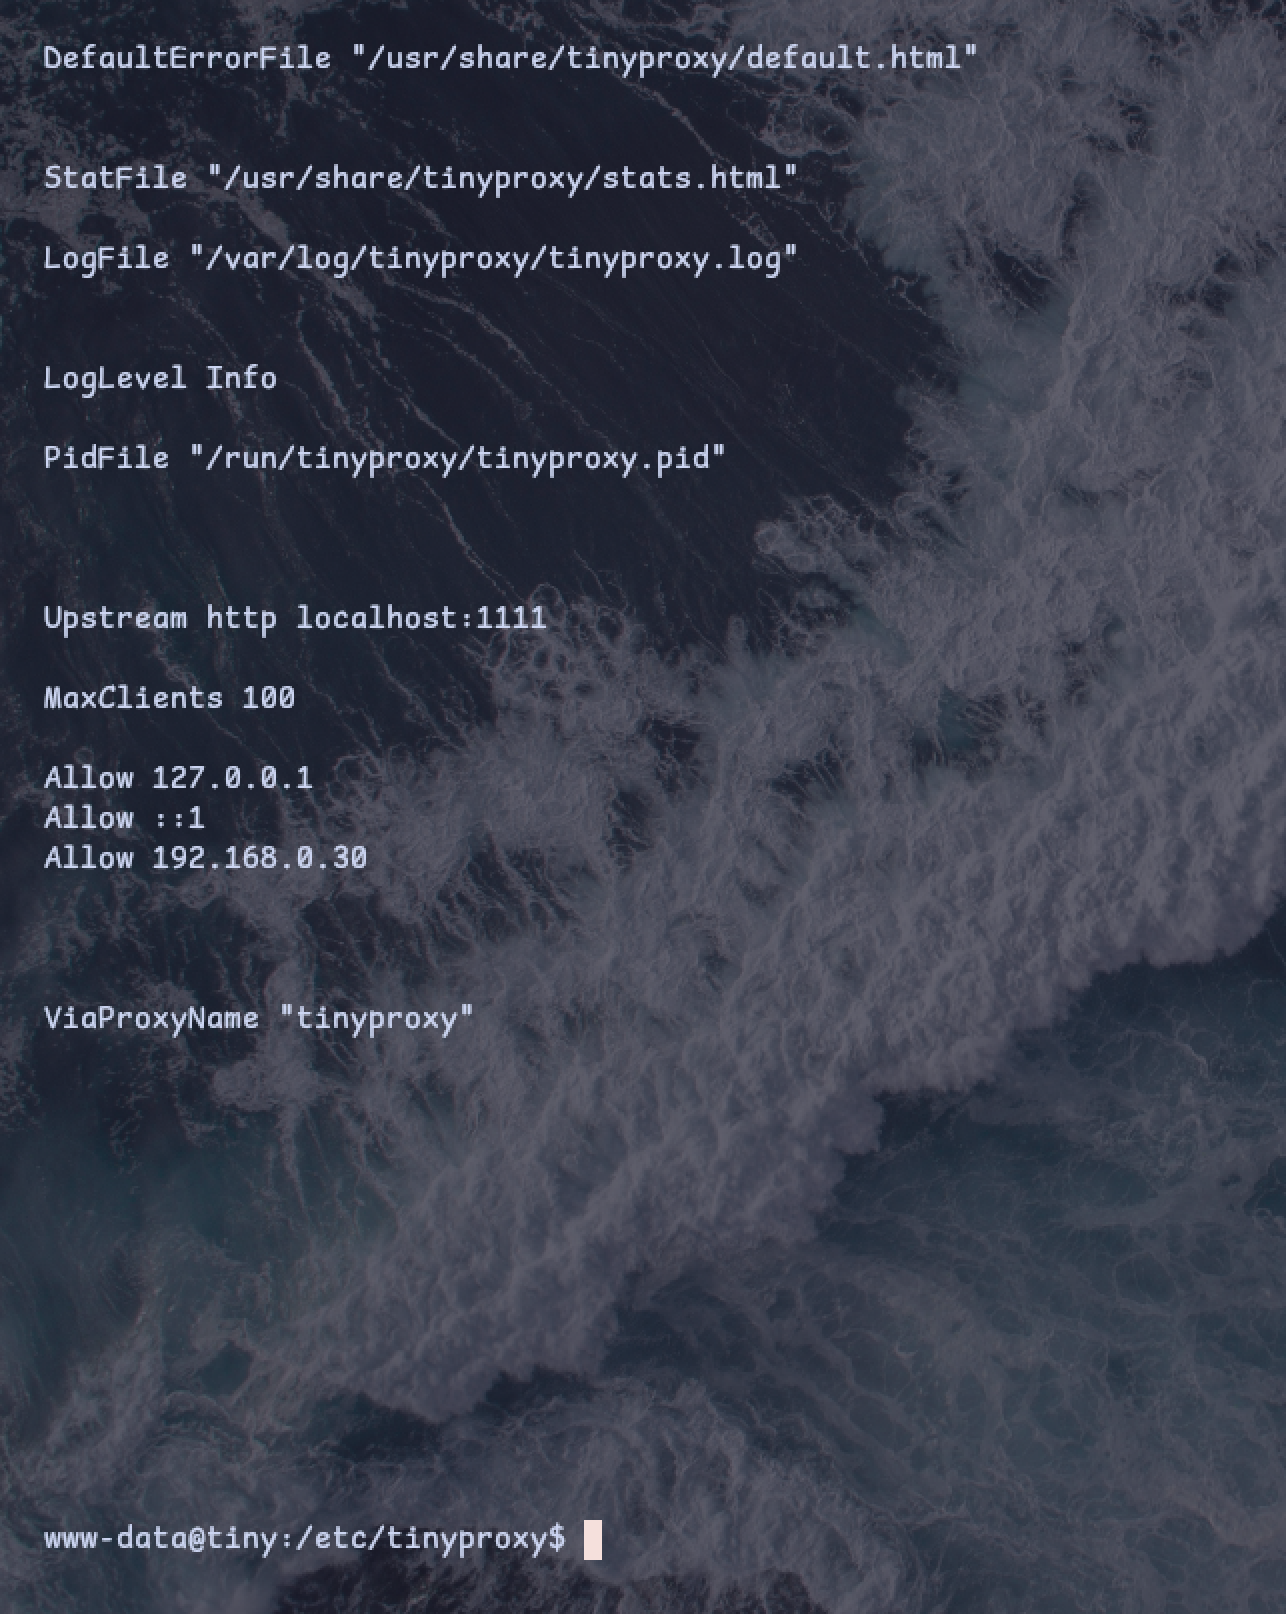 DefaultErrorFile "/usr/share/tinyproxy/default.html"
StatFile "/usr/share/tinyproxy/stats.html"
LogFile "/var/log/tinyproxy/tinyproxy.log"
LogLevel Info
PidFile "/run/tinyproxy/tinyproxy.pid"
Upstream http localhost:1111
MaxClients 100
Allow 127.0.0.1
Allow ::1
Allow 192.168.0.30
ViaProxyName "tinyproxy"
www-data@tiny:/etc/tinyproxy$